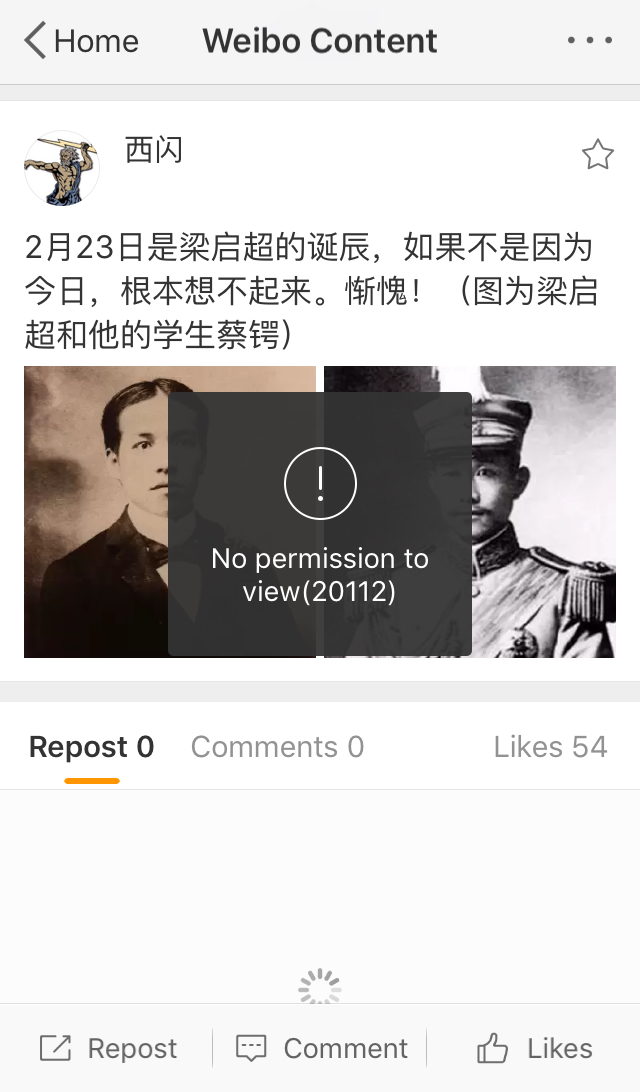 Home
Weibo Content
西闪
2月23日是梁启超的诞辰，如果不是因为
今日，根本想不起来。惭愧！（图为梁启
超和他的学生蔡锷）
No permission to
view(20112)
Repost 0
Comments 0
Likes 54
Repost
Comment
Likes